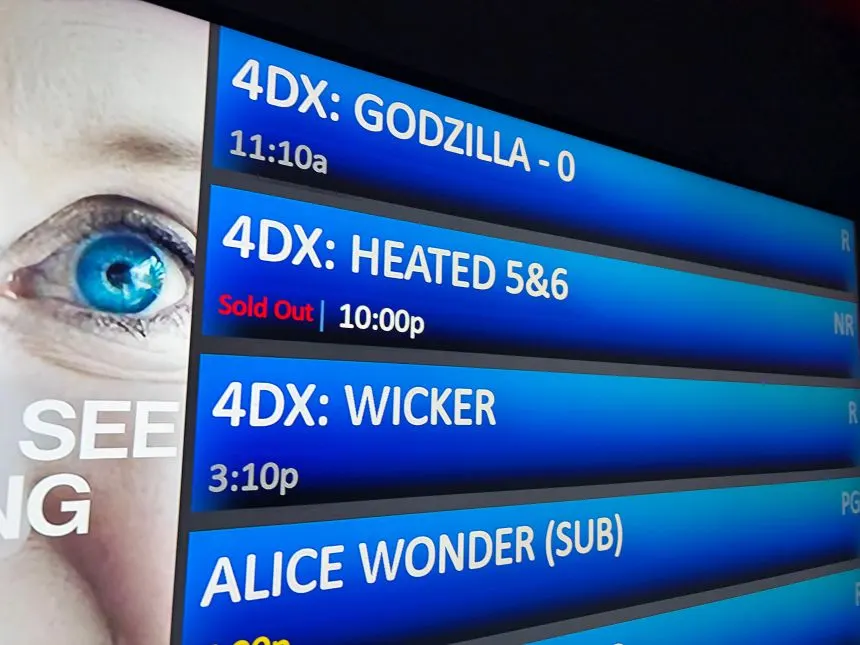 SEE
NG
4DX: GODZILLA - 0
11:10a
R
4DX: HEATED 5&6
Sold Out | 10:00p
NR
4DX: WICKER
3:10p
R
ALICE WONDER (SUB)
PG